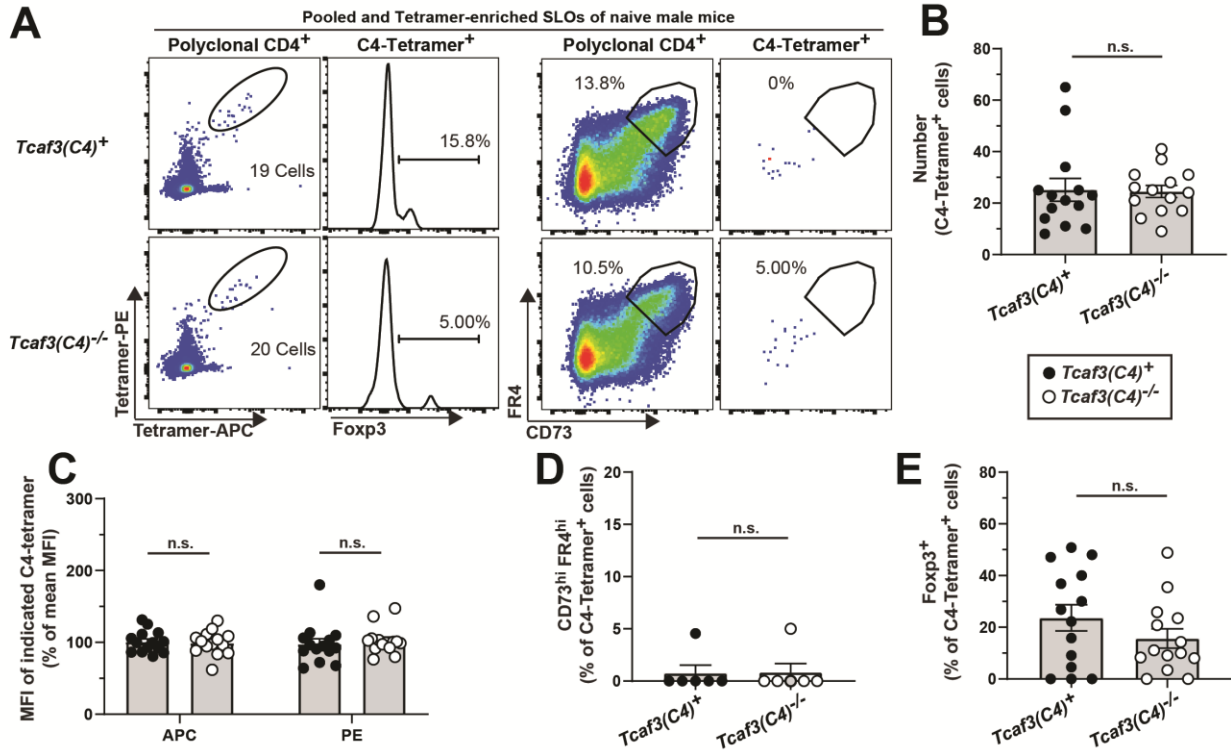 A
Pooled and Tetramer-enriched SLOs of naive male mice
Polyclonal CD4+
C4-Tetramer+
Polyclonal CD4+
C4-Tetramer+
Tcaf3(C4)+
19 Cells
15.8%
13.8%
0%
Tcaf3(C4)-/-
20 Cells
5.00%
10.5%
5.00%
Tetramer-PE
Tetramer-APC
Foxp3
FR4
CD73
B
n.s.
Number
(C4-Tetramer+ cells)
80
60
40
20
0
Tcaf3(C4)+
Tcaf3(C4)-/-
Tcaf3(C4)+
Tcaf3(C4)-/-
C
MFI of indicated C4-tetramer
(% of mean MFI)
300
200
100
0
n.s.
n.s.
APC
PE
D
CD73hi FR4hi
(% of C4-Tetramer+ cells)
20
15
10
5
0
n.s.
Tcaf3(C4)+
Tcaf3(C4)-/-
E
Foxp3+
(% of C4-Tetramer+ cells)
80
60
40
20
0
n.s.
Tcaf3(C4)+
Tcaf3(C4)-/-